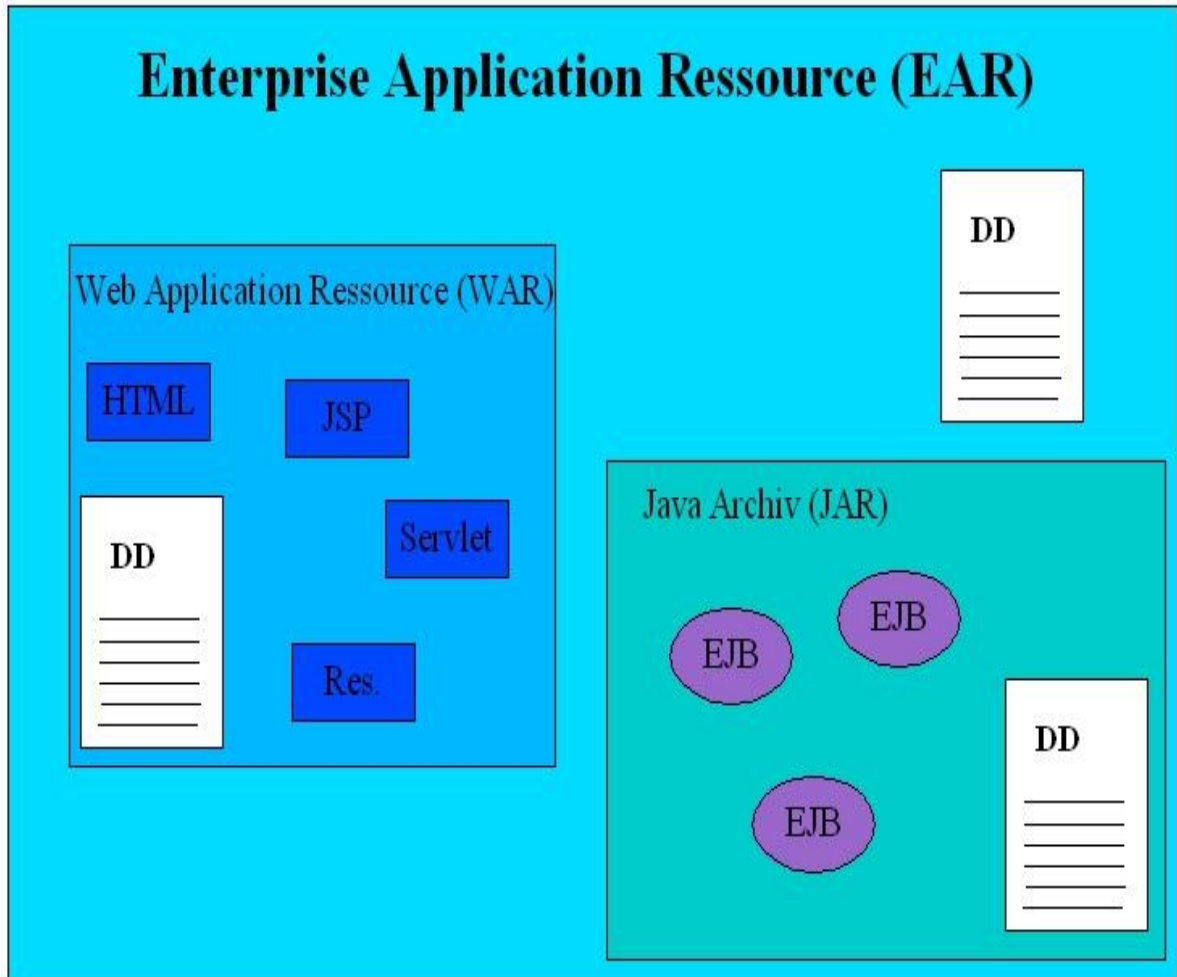 Enterprise Application Ressource (EAR)
DD
Web Application Ressource (WAR)
HTML
JSP
Servlet
DD
Res.
Java Archiv (JAR)
EJB
EJB
EJB
DD